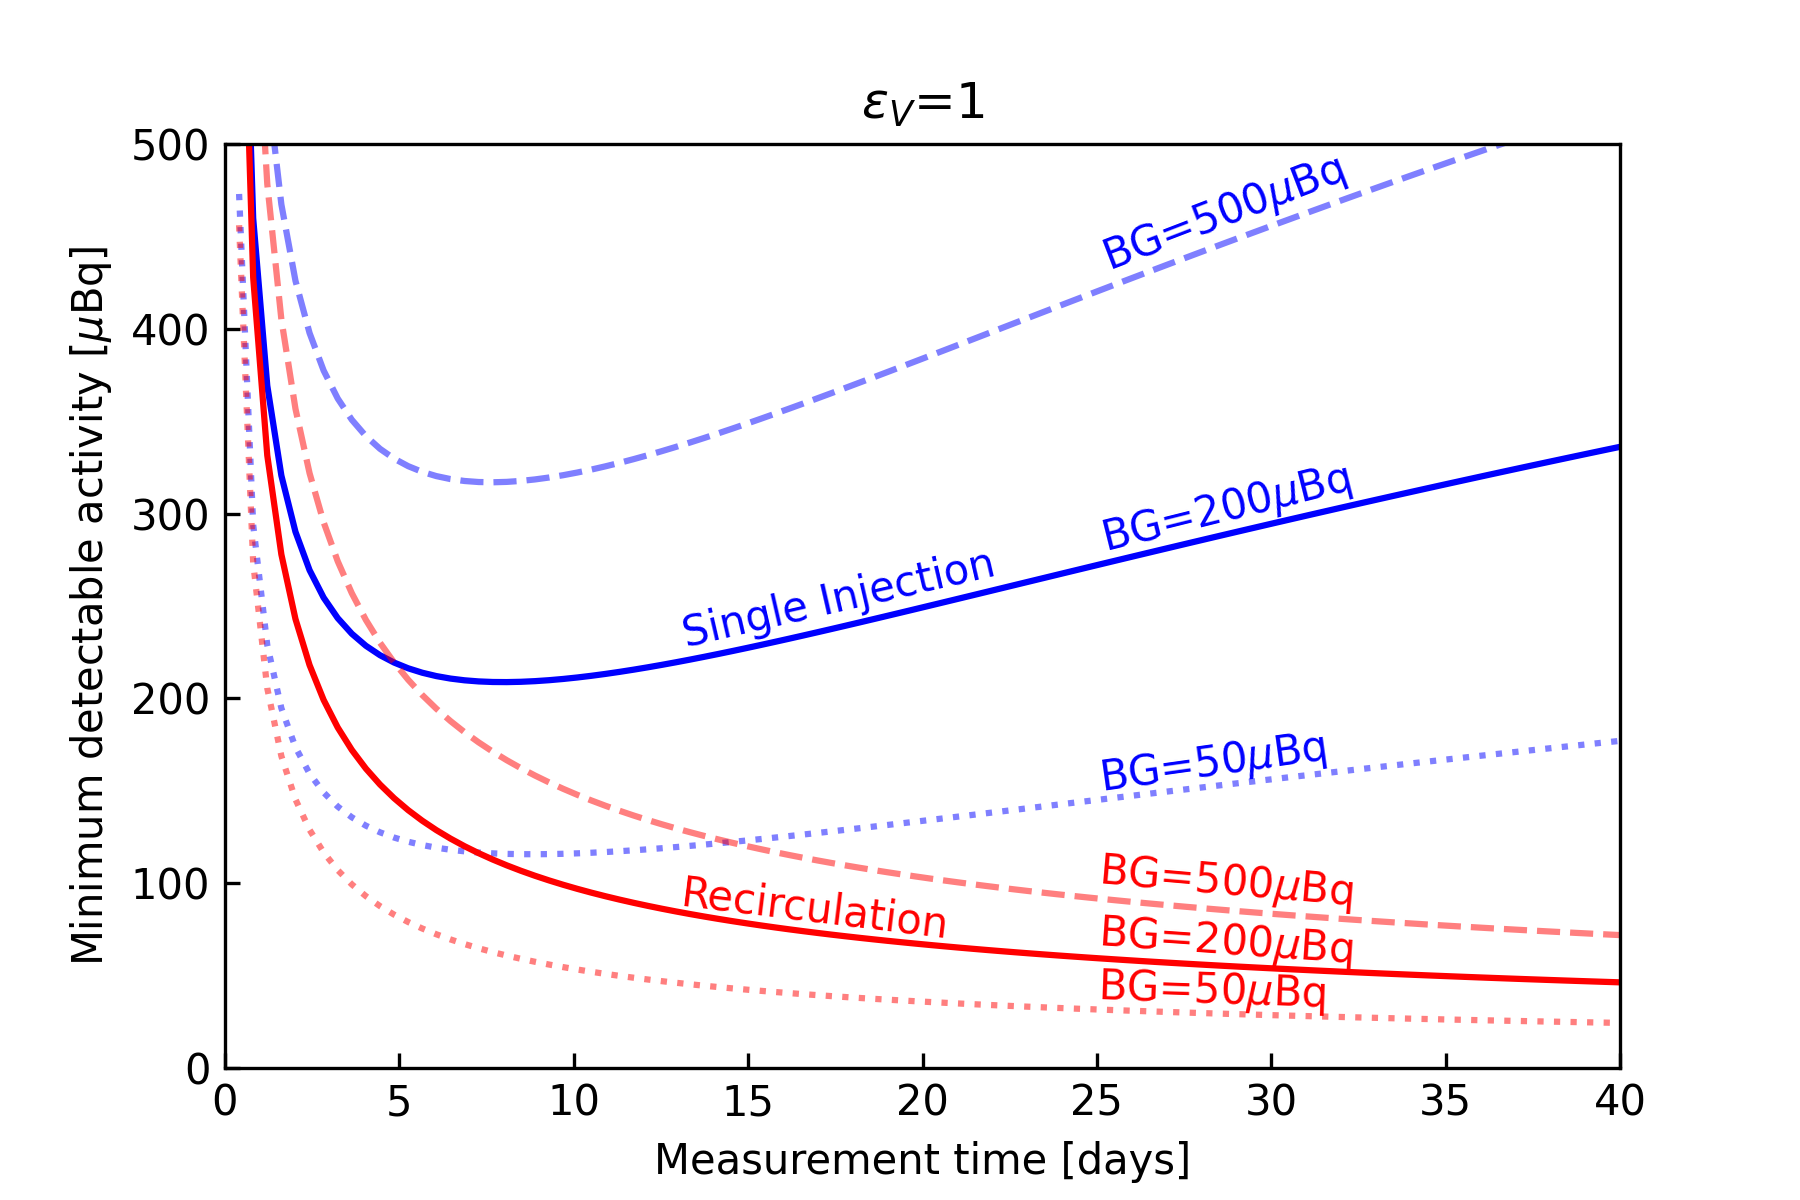 εV=1
500
400
300
200
100
0
0 5 10 15 20 25 30 35 40
Minimum detectable activity [μBq]
Measurement time [days]
BG=500μBq
BG=200μBq
Single Injection
BG=50μBq
BG=500μBq
Recirculation
BG=200μBq
BG=50μBq